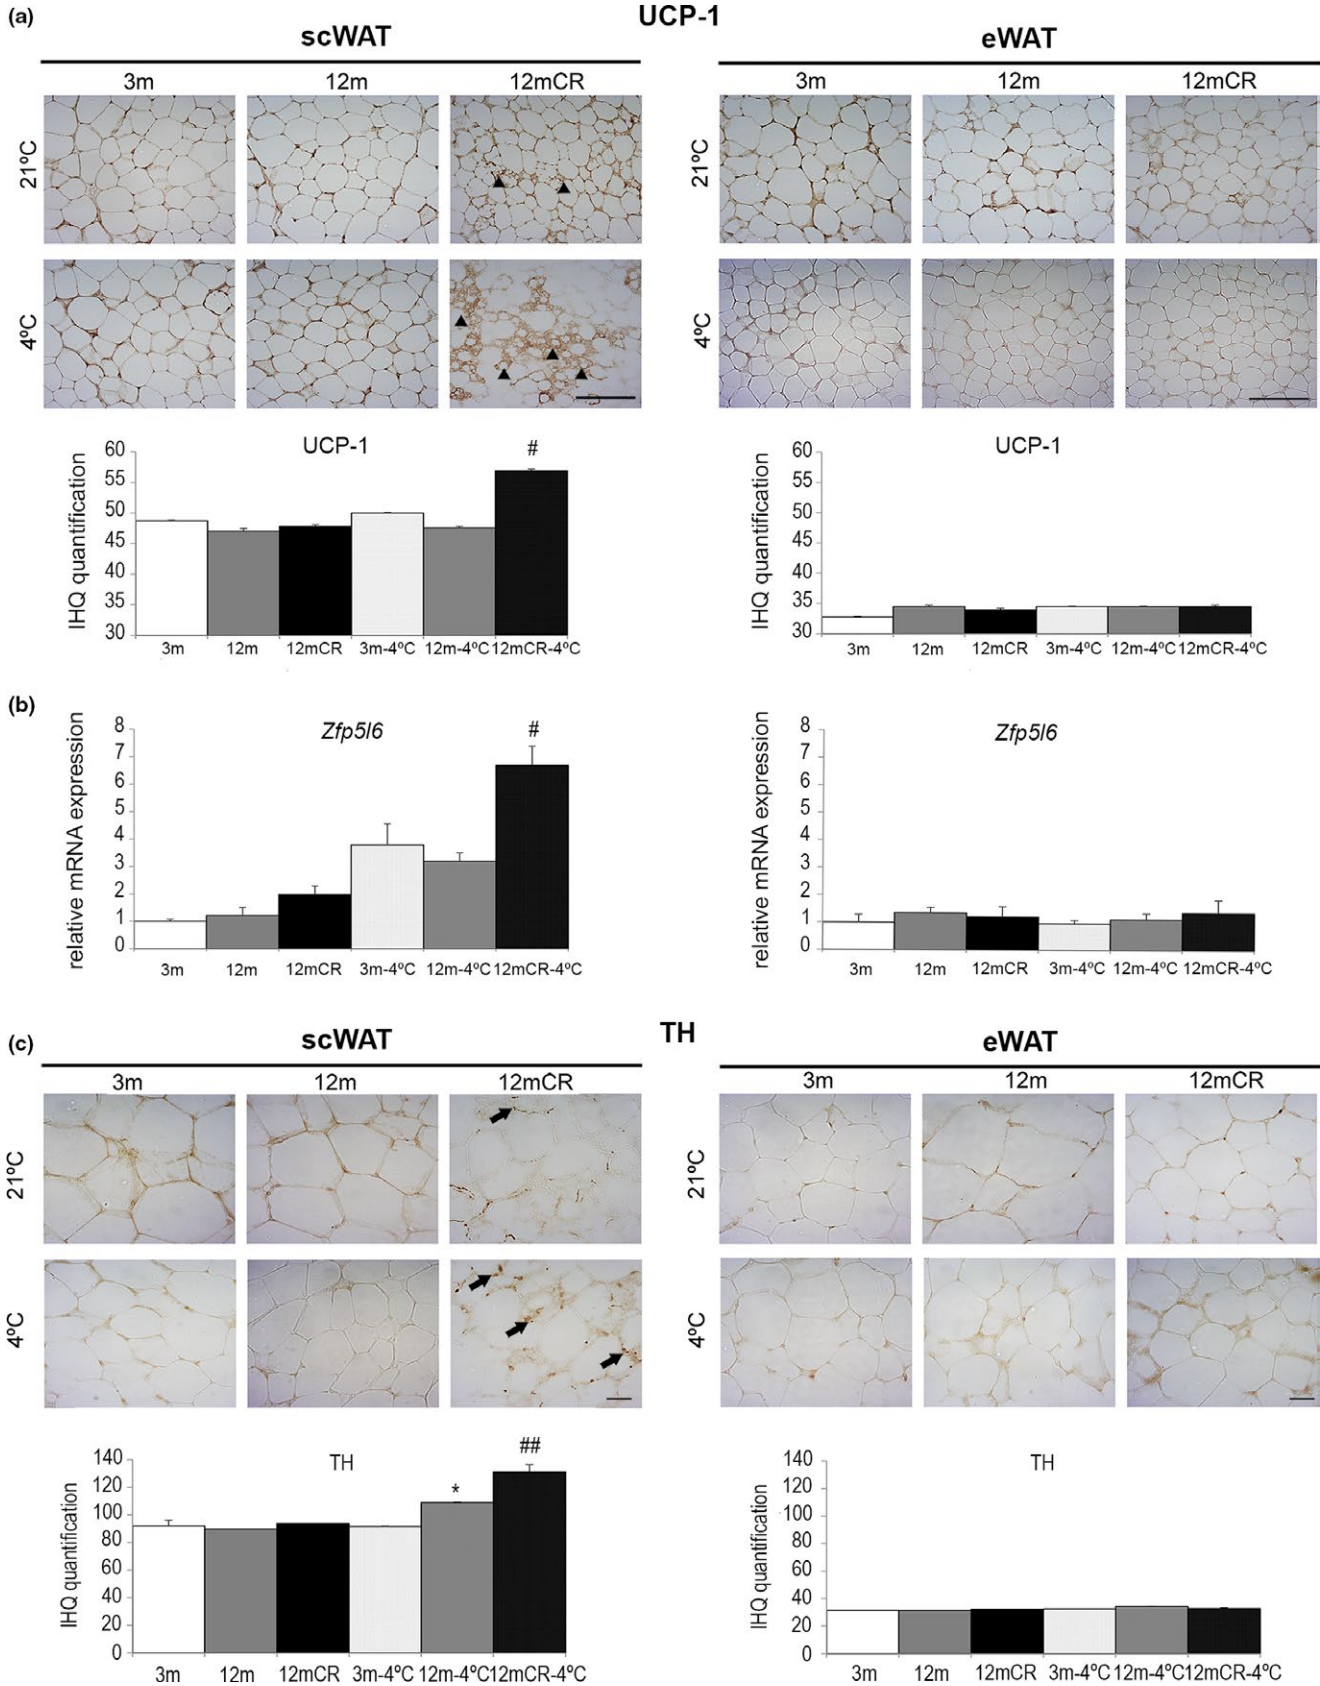 (a)
UCP-1
scWAT
eWAT
3m 12m 12mCR
3m 12m 12mCR
21ºC
21ºC
4ºC
4ºC
UCP-1
IHQ quantification
60
55
50
45
40
35
30
#
3m 12m 12mCR 3m-4ºC 12m-4ºC 12mCR-4ºC
UCP-1
IHQ quantification
60
55
50
45
40
35
30
3m 12m 12mCR 3m-4ºC 12m-4ºC 12mCR-4ºC
(b)
Zfp5l6
relative mRNA expression
8
7
6
5
4
3
2
1
0
#
3m 12m 12mCR 3m-4ºC 12m-4ºC 12mCR-4ºC
Zfp5l6
relative mRNA expression
8
7
6
5
4
3
2
1
0
3m 12m 12mCR 3m-4ºC 12m-4ºC 12mCR-4ºC
(c)
TH
scWAT
eWAT
3m 12m 12mCR
3m 12m 12mCR
21ºC
21ºC
4ºC
4ºC
TH
IHQ quantification
140
120
100
80
60
40
20
0
*
##
3m 12m 12mCR 3m-4ºC 12m-4ºC 12mCR-4ºC
TH
IHQ quantification
140
120
100
80
60
40
20
0
3m 12m 12mCR 3m-4ºC 12m-4ºC 12mCR-4ºC